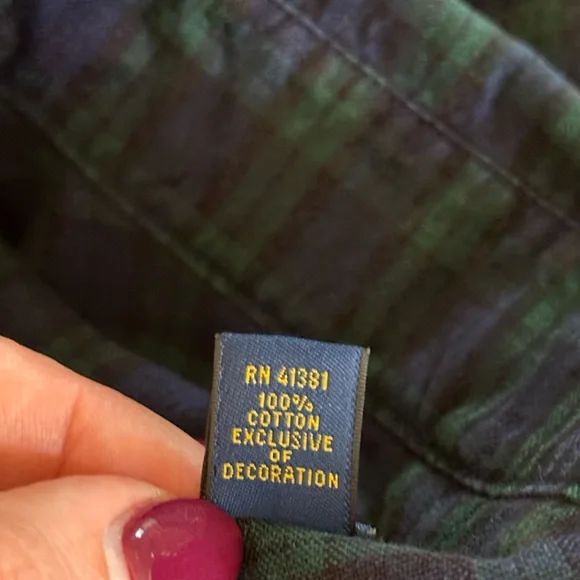 RN 41381
100%
COTTON
EXCLUSIVE
OF
DECORATION